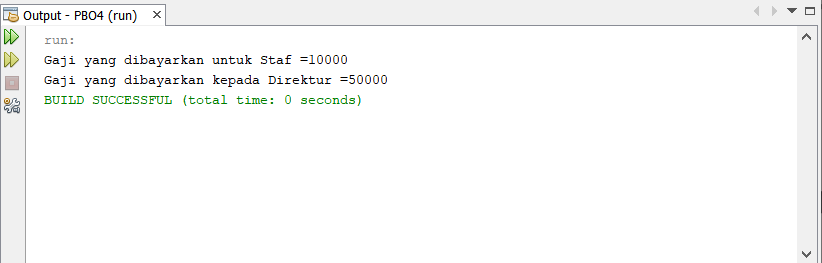 Output - PBO4 (run)
run:
Gaji yang dibayarkan untuk Staf =10000
Gaji yang dibayarkan kepada Direktur =50000
BUILD SUCCESSFUL (total time: 0 seconds)